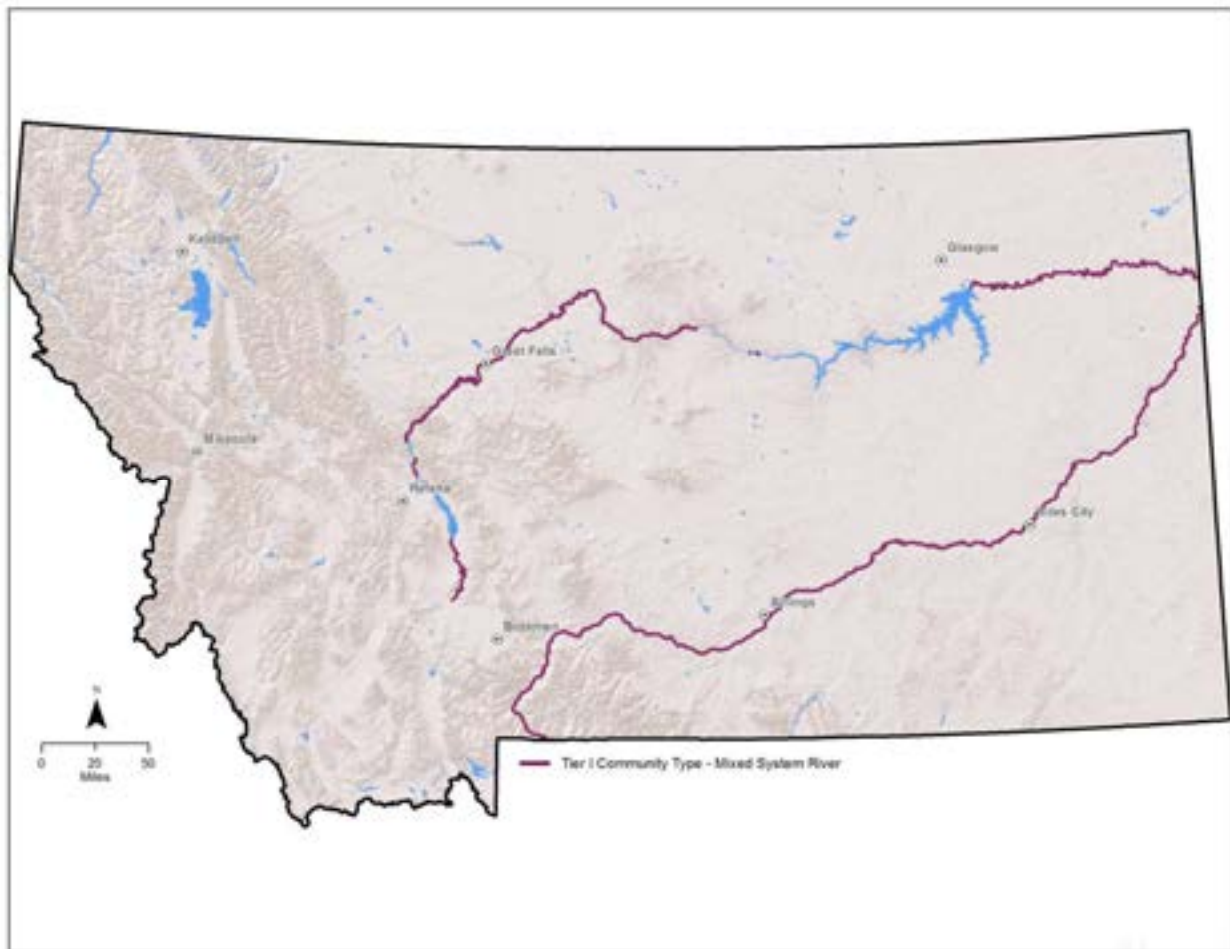 Kalispell
Glasgow
Great Falls
Missoula
Helena
Miles City
Billings
Bozeman
N
0 25 50
Miles
Tier I Community Type - Mixed System River